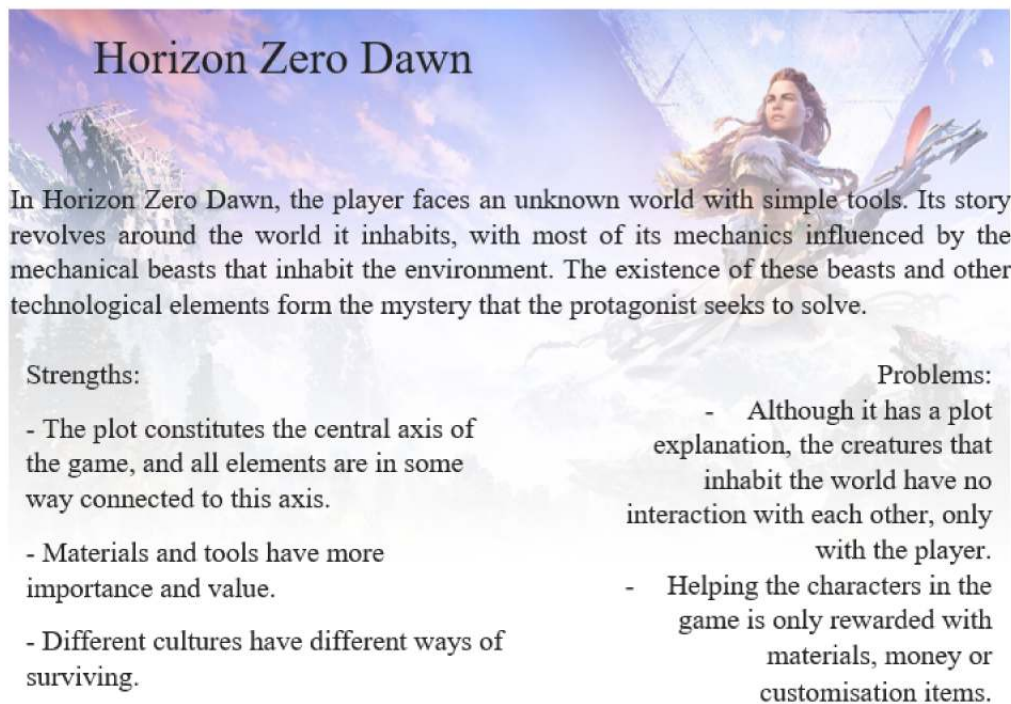 Horizon Zero Dawn
In Horizon Zero Dawn, the player faces an unknown world with simple tools. Its story
revolves around the world it inhabits, with most of its mechanics influenced by the
mechanical beasts that inhabit the environment. The existence of these beasts and other
technological elements form the mystery that the protagonist seeks to solve.
Strengths:
- The plot constitutes the central axis of
the game, and all elements are in some
way connected to this axis.
- Materials and tools have more
importance and value.
- Different cultures have different ways of
surviving.
Problems:
- Although it has a plot
explanation, the creatures that
inhabit the world have no
interaction with each other, only
with the player.
- Helping the characters in the
game is only rewarded with
materials, money or
customisation items.